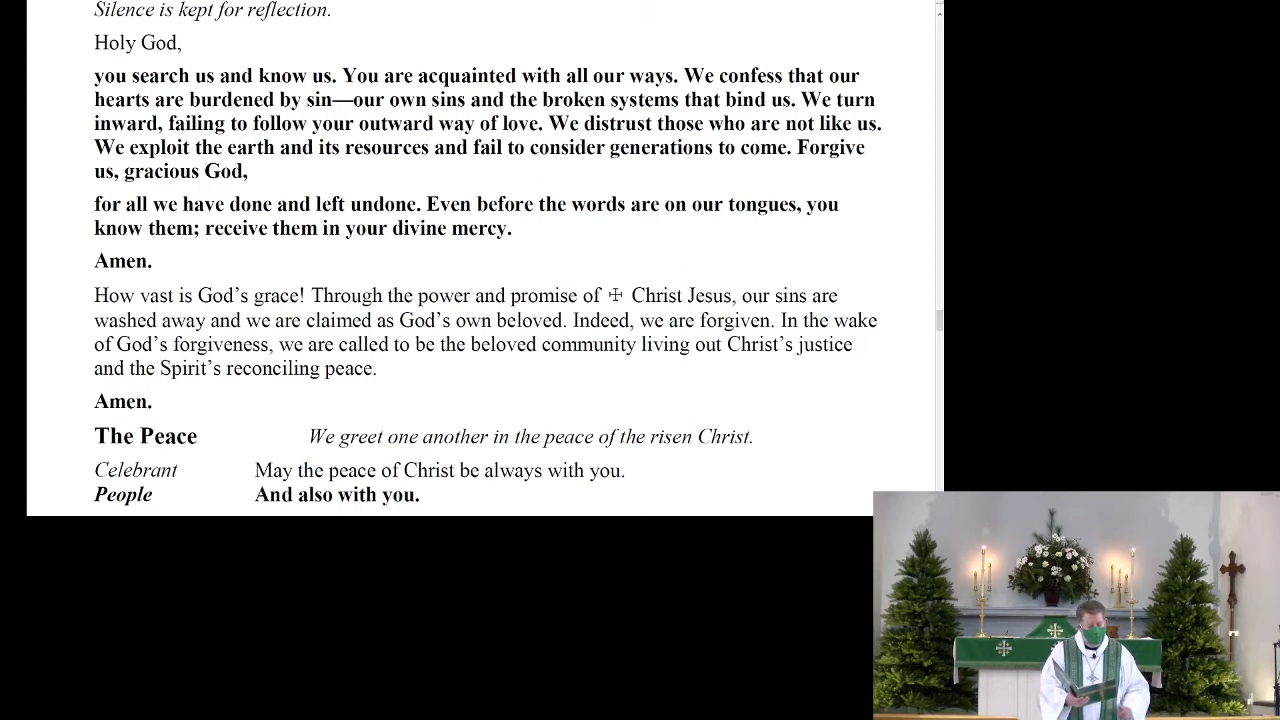 Silence is kept for reflection.
Holy God,
you search us and know us. You are acquainted with all our ways. We confess that our
hearts are burdened by sin—our own sins and the broken systems that bind us. We turn
inward, failing to follow your outward way of love. We distrust those who are not like us.
We exploit the earth and its resources and fail to consider generations to come. Forgive
us, gracious God,
for all we have done and left undone. Even before the words are on our tongues, you
know them; receive them in your divine mercy.
Amen.
How vast is God’s grace! Through the power and promise of ☩ Christ Jesus, our sins are
washed away and we are claimed as God’s own beloved. Indeed, we are forgiven. In the wake
of God’s forgiveness, we are called to be the beloved community living out Christ’s justice
and the Spirit’s reconciling peace.
Amen.
The Peace We greet one another in the peace of the risen Christ.
Celebrant May the peace of Christ be always with you.
People And also with you.